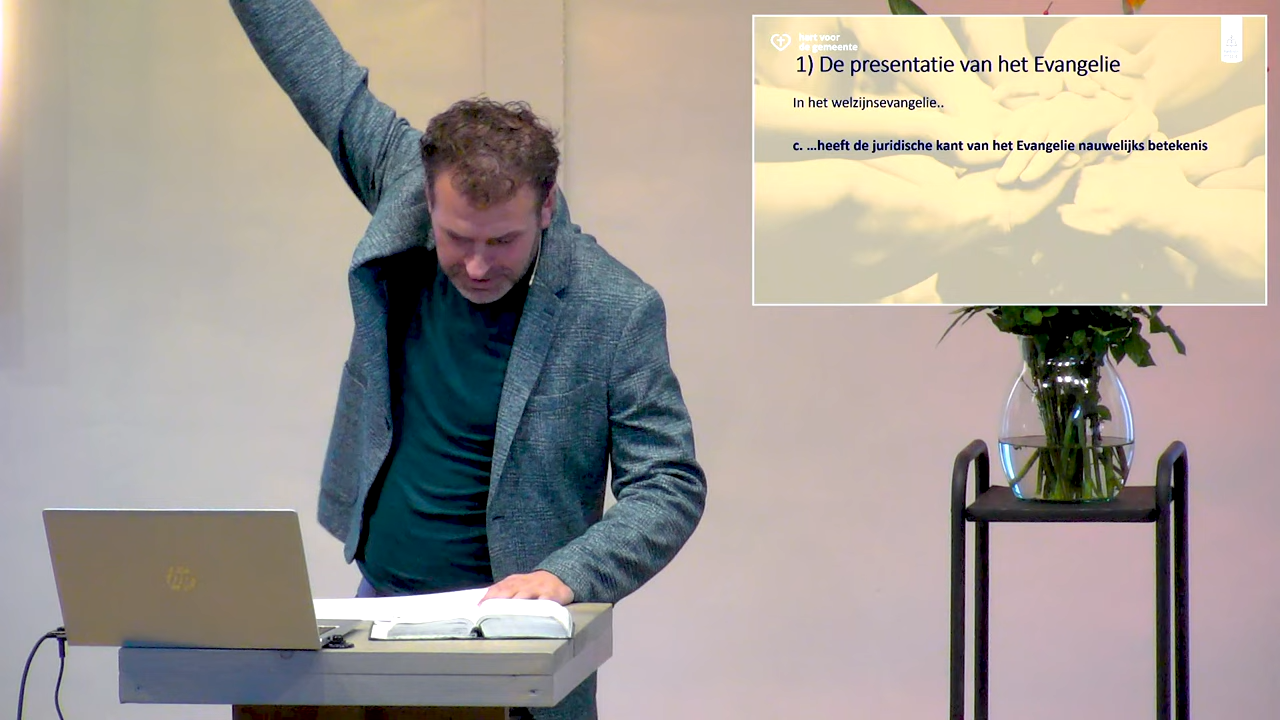 hart voor
de gemeente
1) De presentatie van het Evangelie
In het welzijnsevangelie..
c. ...heeft de juridische kant van het Evangelie nauwelijks betekenis
hp